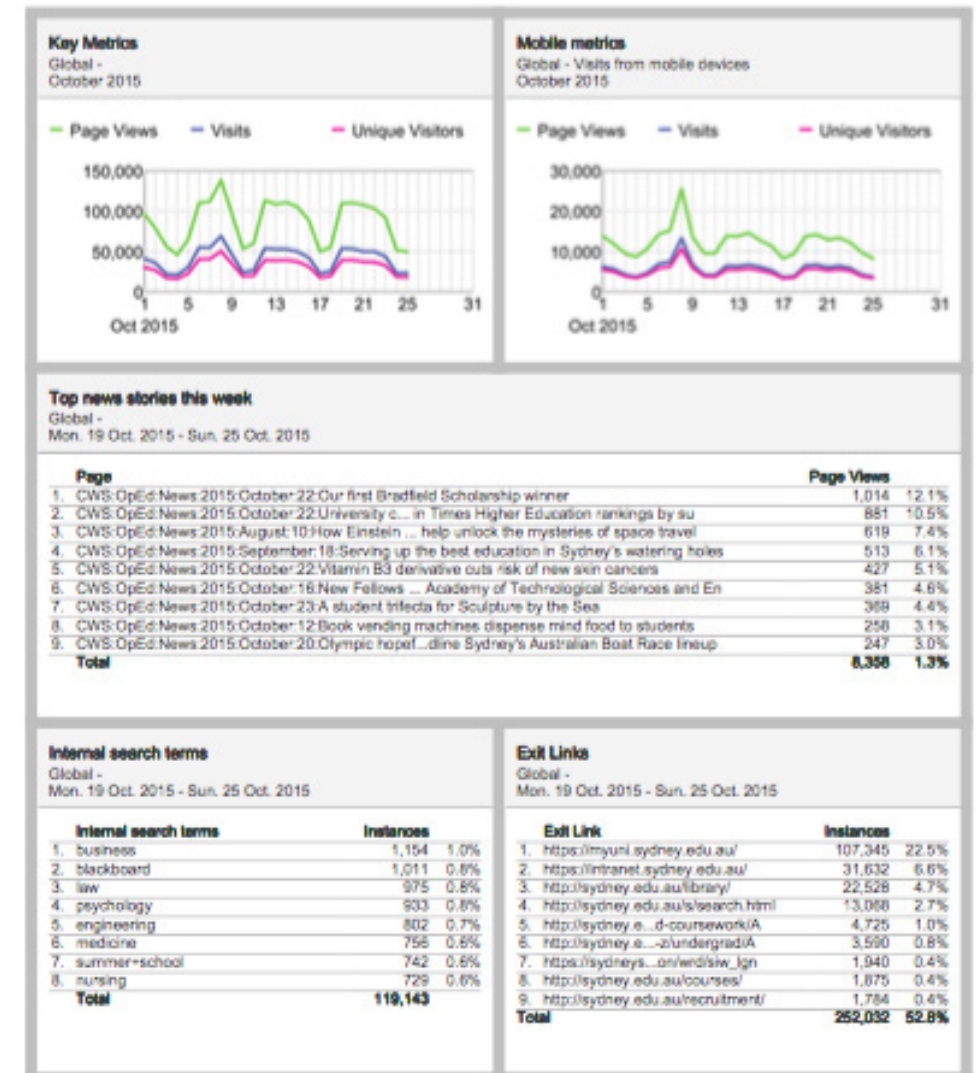 Key Metrics
Global -
October 2015
Page Views Visits Unique Visitors
150,000
100,000
50,000
0
1 5 9 13 17 21 25 31
Oct 2015
Mobile metrics
Global - Visits from mobile devices
October 2015
Page Views Visits Unique Visitors
30,000
20,000
10,000
0
1 5 9 13 17 21 25 31
Oct 2015
Top news stories this week
Global -
Mon. 19 Oct. 2015 - Sun. 25 Oct. 2015
Page Page Views
1. CWS:OpEd:News:2015:October:22:Our first Bradfield Scholarship winner 1,014 12.1%
2. CWS:OpEd:News:2015:October:22:University c... in Times Higher Education rankings by su 881 10.5%
3. CWS:OpEd:News:2015:August:10:How Einstein ... help unlock the mysteries of space travel 619 7.4%
4. CWS:OpEd:News:2015:September:18:Serving up the best education in Sydney's watering holes 513 6.1%
5. CWS:OpEd:News:2015:October:22:Vitamin B3 derivative cuts risk of new skin cancers 427 5.1%
6. CWS:OpEd:News:2015:October:16:New Fellows ... Academy of Technological Sciences and En 381 4.6%
7. CWS:OpEd:News:2015:October:23:A student trifecta for Sculpture by the Sea 369 4.4%
8. CWS:OpEd:News:2015:October:12:Book vending machines dispense mind food to students 258 3.1%
9. CWS:OpEd:News:2015:October:20:Olympic hopef...dline Sydney's Australian Boat Race lineup 247 3.0%
Total 8,358 1.3%
Internal search terms
Global -
Mon. 19 Oct. 2015 - Sun. 25 Oct. 2015
Internal search terms Instances
1. business 1,154 1.0%
2. blackboard 1,011 0.8%
3. law 975 0.8%
4. psychology 933 0.8%
5. engineering 802 0.7%
6. medicine 756 0.6%
7. summer+school 742 0.6%
8. nursing 729 0.6%
Total 119,143
Exit Links
Global -
Mon. 19 Oct. 2015 - Sun. 25 Oct. 2015
Exit Link Instances
1. https://myuni.sydney.edu.au/ 107,345 22.5%
2. https://intranet.sydney.edu.au/ 31,632 6.6%
3. http://sydney.edu.au/library/ 22,528 4.7%
4. http://sydney.edu.au/s/search.html 13,068 2.7%
5. http://sydney.e...d-coursework/A 4,725 1.0%
6. http://sydney.e...-z/undergrad/A 3,590 0.8%
7. https://sydneys...on/wrd/siw_lgn 1,940 0.4%
8. http://sydney.edu.au/courses/ 1,875 0.4%
9. http://sydney.edu.au/recruitment/ 1,784 0.4%
Total 252,032 52.8%